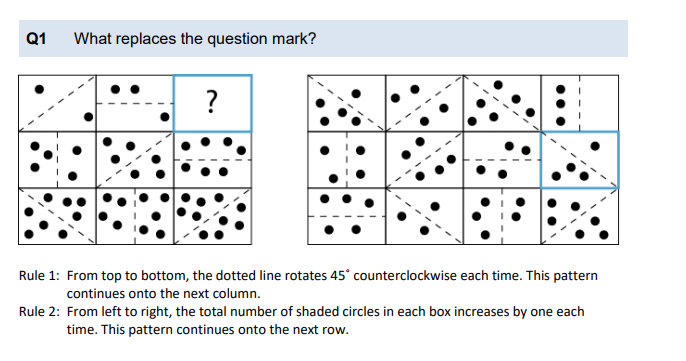 Q1 What replaces the question mark?
?
Rule 1: From top to bottom, the dotted line rotates 45˚ counterclockwise each time. This pattern
continues onto the next column.
Rule 2: From left to right, the total number of shaded circles in each box increases by one each
time. This pattern continues onto the next row.